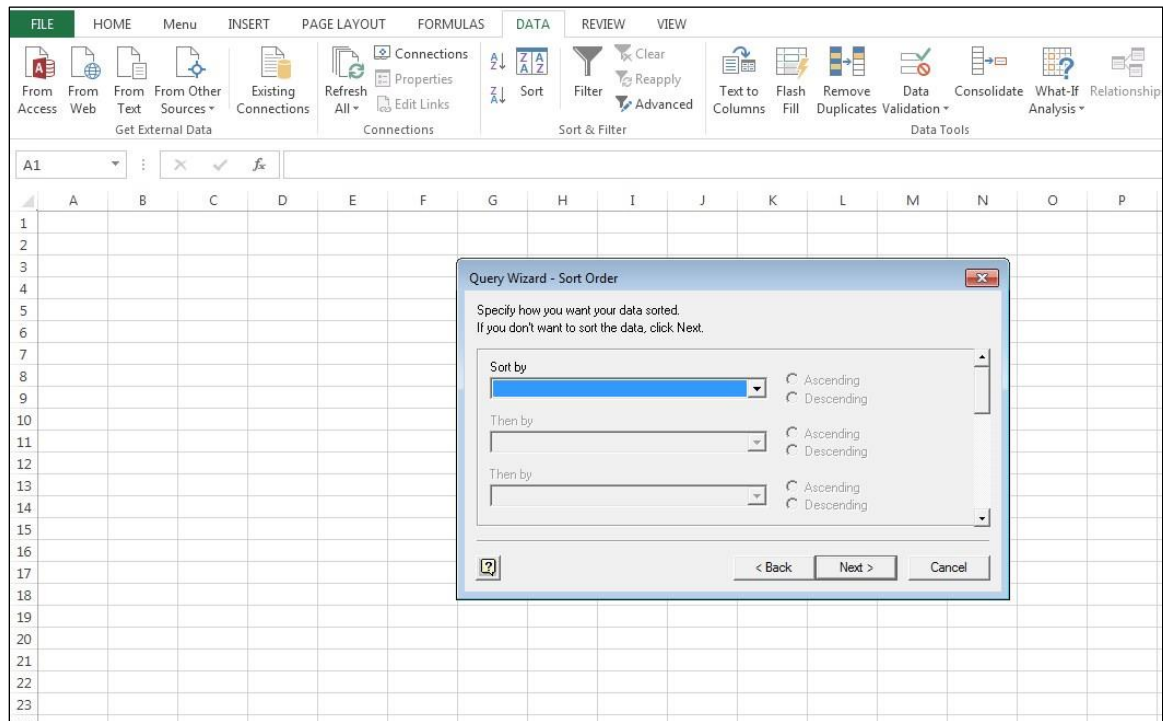 FILE HOME Menu INSERT PAGE LAYOUT FORMULAS DATA REVIEW VIEW
From Access
From Web
From Text
From Other Sources
Existing Connections
Get External Data
Refresh All
Connections
Properties
Edit Links
Connections
Sort
Filter
Clear
Reapply
Advanced
Sort & Filter
Text to Columns
Flash Fill
Remove Duplicates
Data Validation
Consolidate
What-If Analysis
Relationship
Data Tools
A1 fx
A B C D E F G H I J K L M N O P
1
2
3
4
5
6
7
8
9
10
11
12
13
14
15
16
17
18
19
20
21
22
23
Query Wizard - Sort Order
Specify how you want your data sorted.
If you don't want to sort the data, click Next.
Sort by
Ascending
Descending
Then by
Ascending
Descending
Then by
Ascending
Descending
< Back Next > Cancel